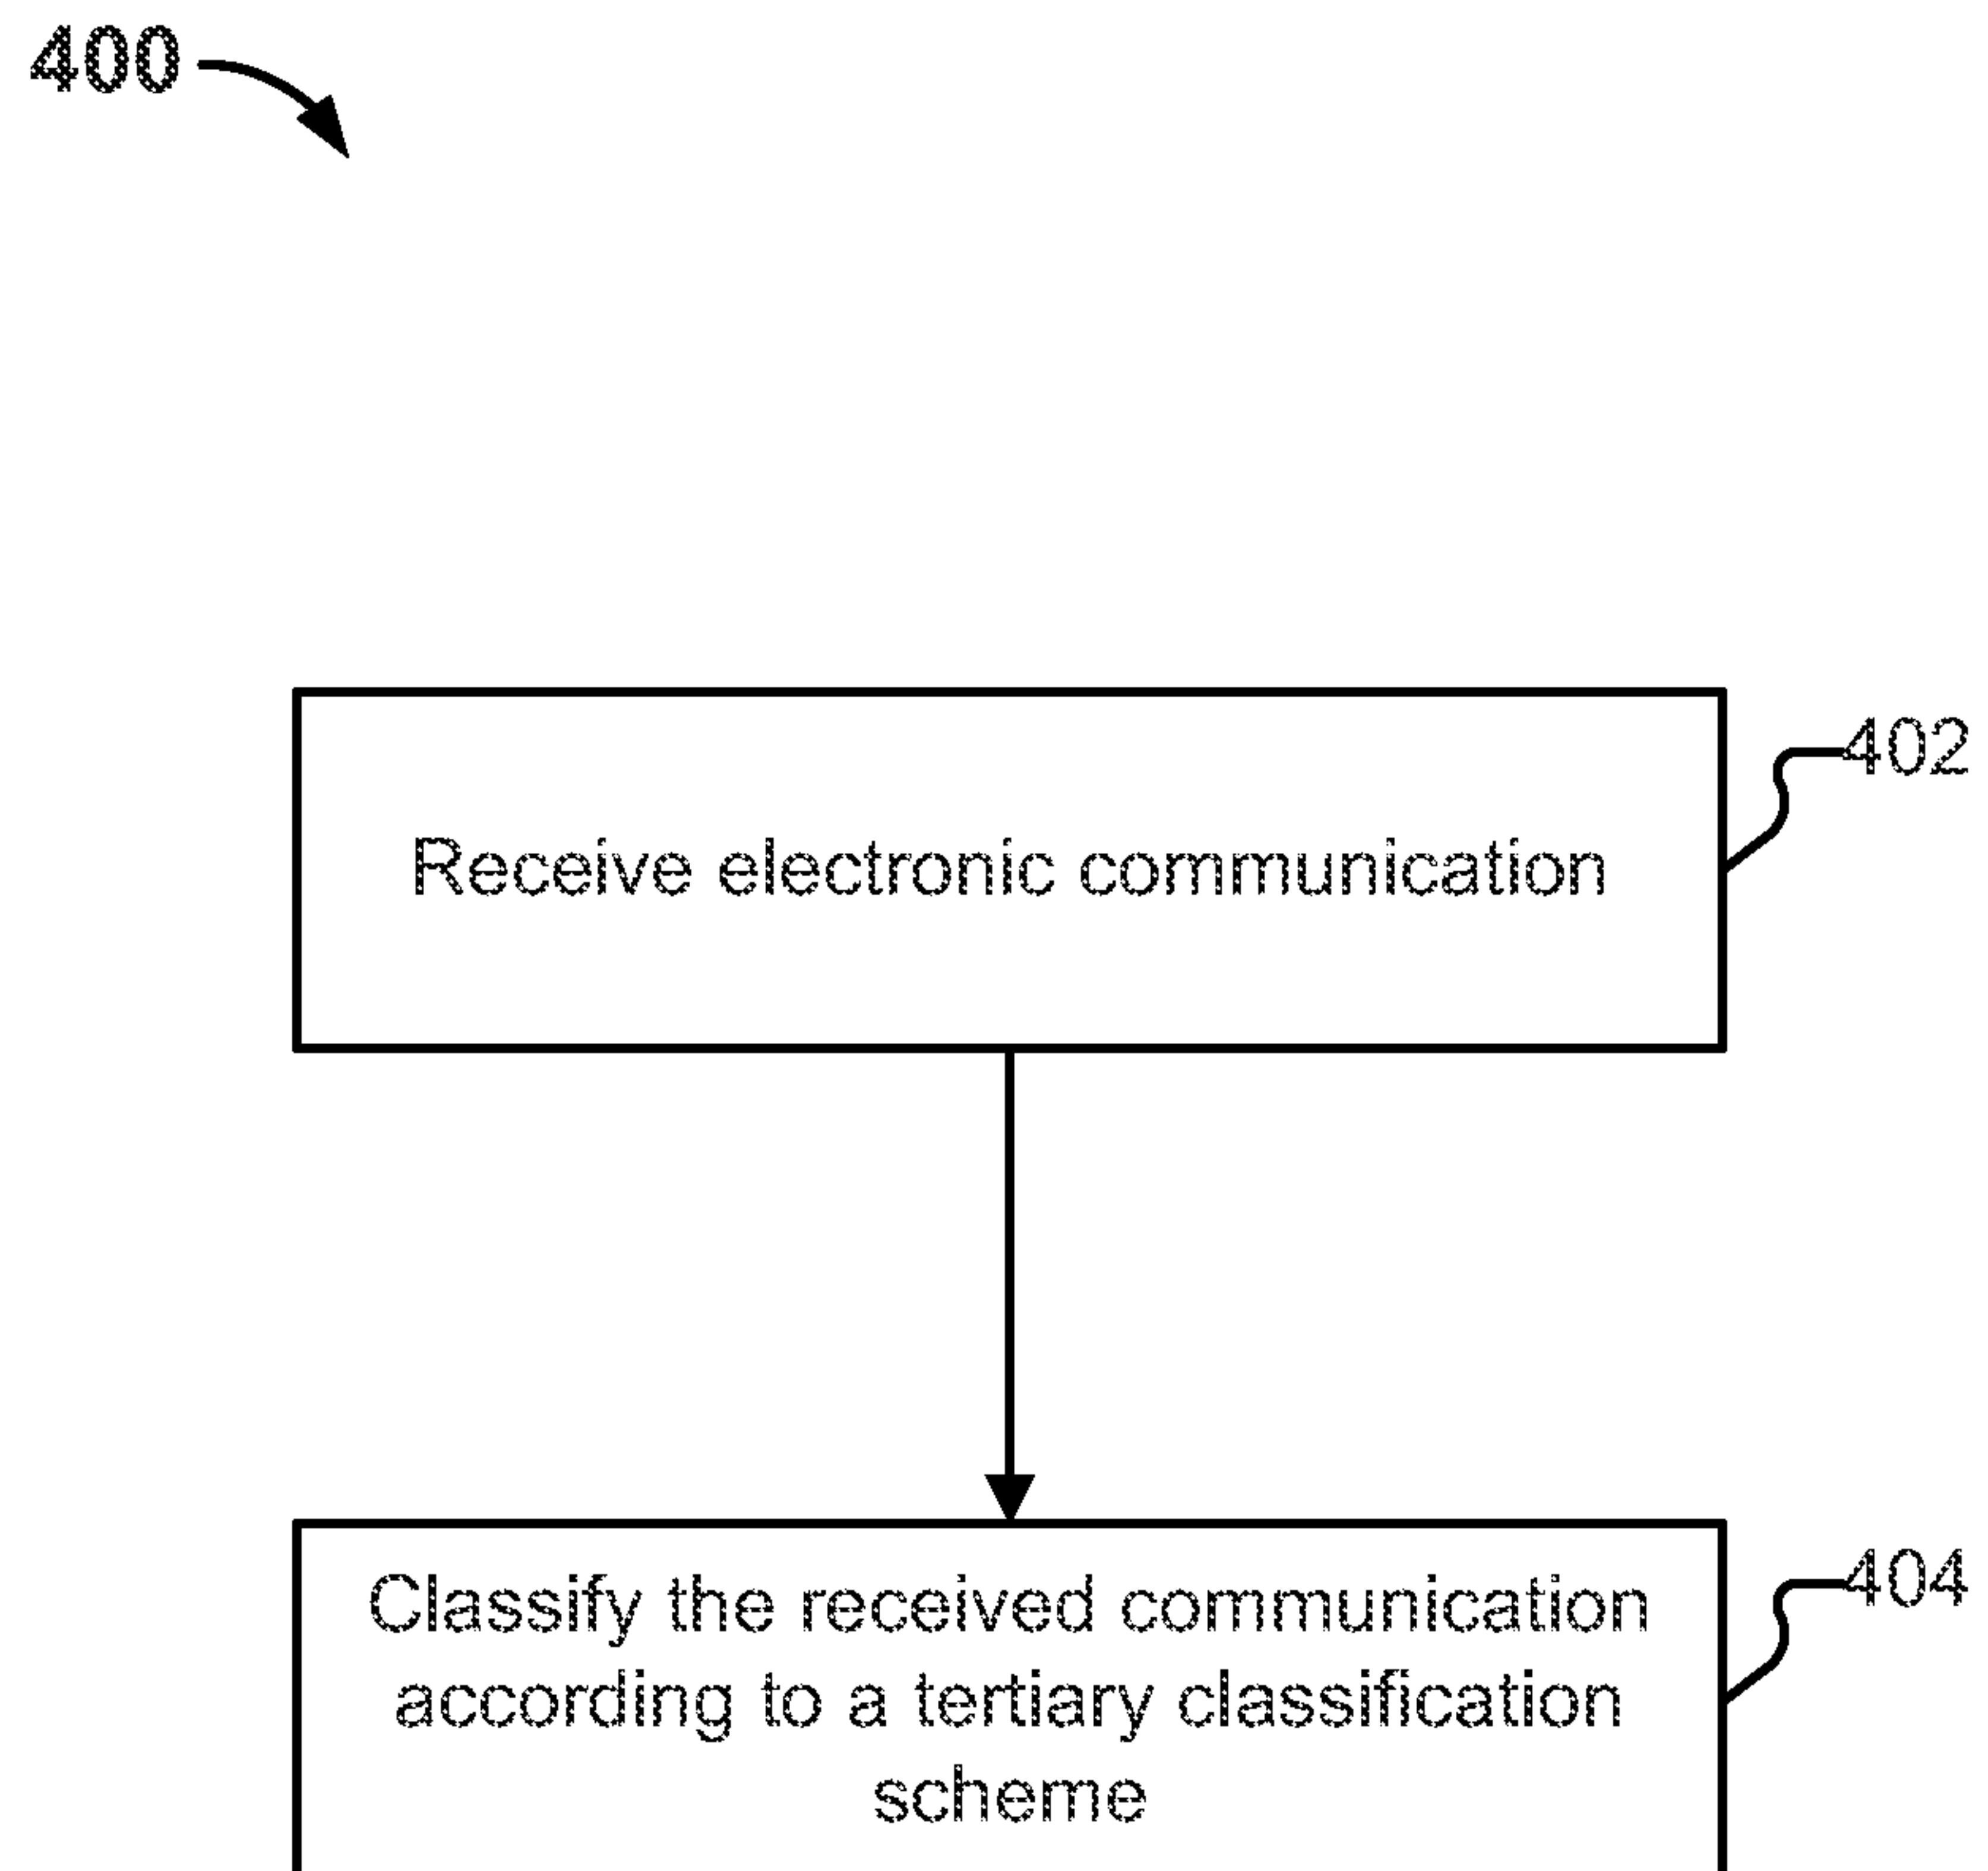 400
402
Receive electronic communication
404
Classify the received communication
according to a tertiary classification
scheme